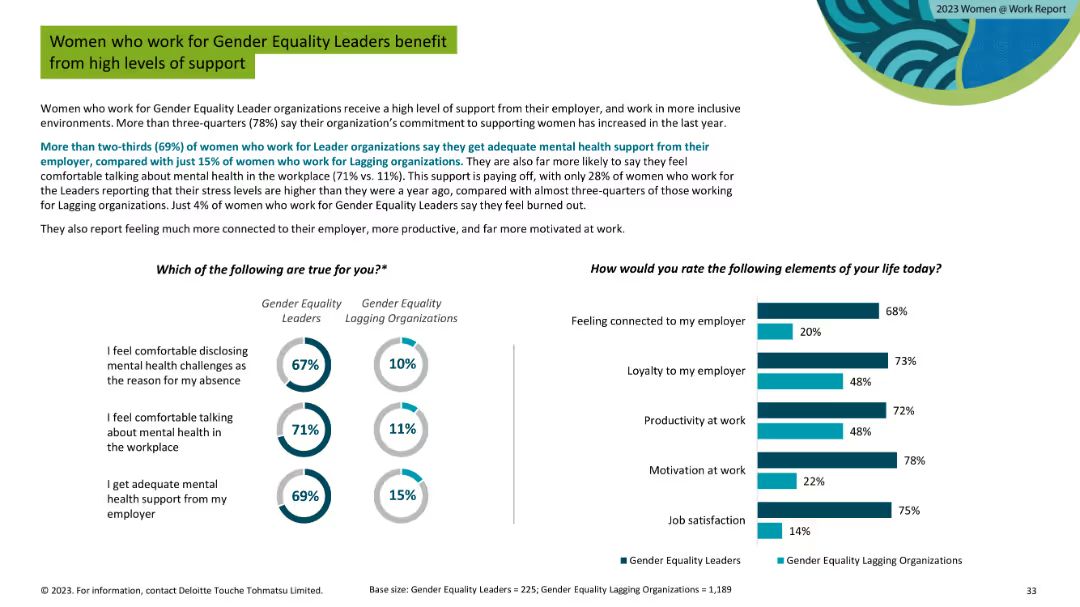 2023 Women @ Work Report
Women who work for Gender Equality Leaders benefit
from high levels of support
Women who work for Gender Equality Leader organizations receive a high level of support from their employer, and work in more inclusive
environments. More than three-quarters (78%) say their organization's commitment to supporting women has increased in the last year.
More than two-thirds (69%) of women who work for Leader organizations say they get adequate mental health support from their
employer, compared with just 15% of women who work for Lagging organizations. They are also far more likely to say they feel
comfortable talking about mental health in the workplace (71% vs. 11%). This support is paying off, with only 28% of women who work for
the Leaders reporting that their stress levels are higher than they were a year ago, compared with almost three-quarters of those working
for Lagging organizations. Just 4% of women who work for Gender Equality Leaders say they feel burned out.
They also report feeling much more connected to their employer, more productive, and far more motivated at work.
Which of the following are true for you?*
Gender Equality
Leaders
Gender Equality
Lagging Organizations
I feel comfortable disclosing
mental health challenges as
the reason for my absence
67%
10%
I feel comfortable talking
about mental health in
the workplace
71%
11%
I get adequate mental
health support from my
employer
69%
15%
How would you rate the following elements of your life today?
Feeling connected to my employer
68%
20%
Loyalty to my employer
73%
48%
Productivity at work
72%
48%
Motivation at work
78%
22%
Job satisfaction
75%
14%
Gender Equality Leaders
Gender Equality Lagging Organizations
© 2023. For information, contact Deloitte Touche Tohmatsu Limited.
Base size: Gender Equality Leaders = 225; Gender Equality Lagging Organizations = 1,189
33